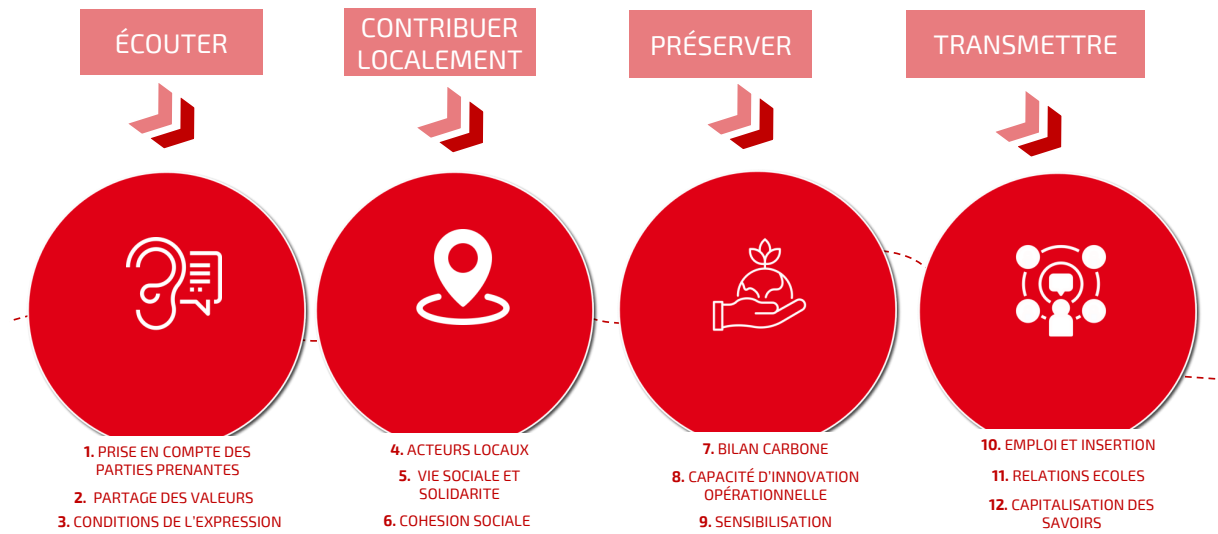 ÉCOUTER
CONTRIBUER
LOCALEMENT
PRÉSERVER
TRANSMETTRE
1. PRISE EN COMPTE DES
PARTIES PRENANTES
2. PARTAGE DES VALEURS
3. CONDITIONS DE L'EXPRESSION
4. ACTEURS LOCAUX
5. VIE SOCIALE ET
SOLIDARITE
6. COHESION SOCIALE
7. BILAN CARBONE
8. CAPACITÉ D'INNOVATION
OPÉRATIONNELLE
9. SENSIBILISATION
10. EMPLOI ET INSERTION
11. RELATIONS ECOLES
12. CAPITALISATION DES
SAVOIRS